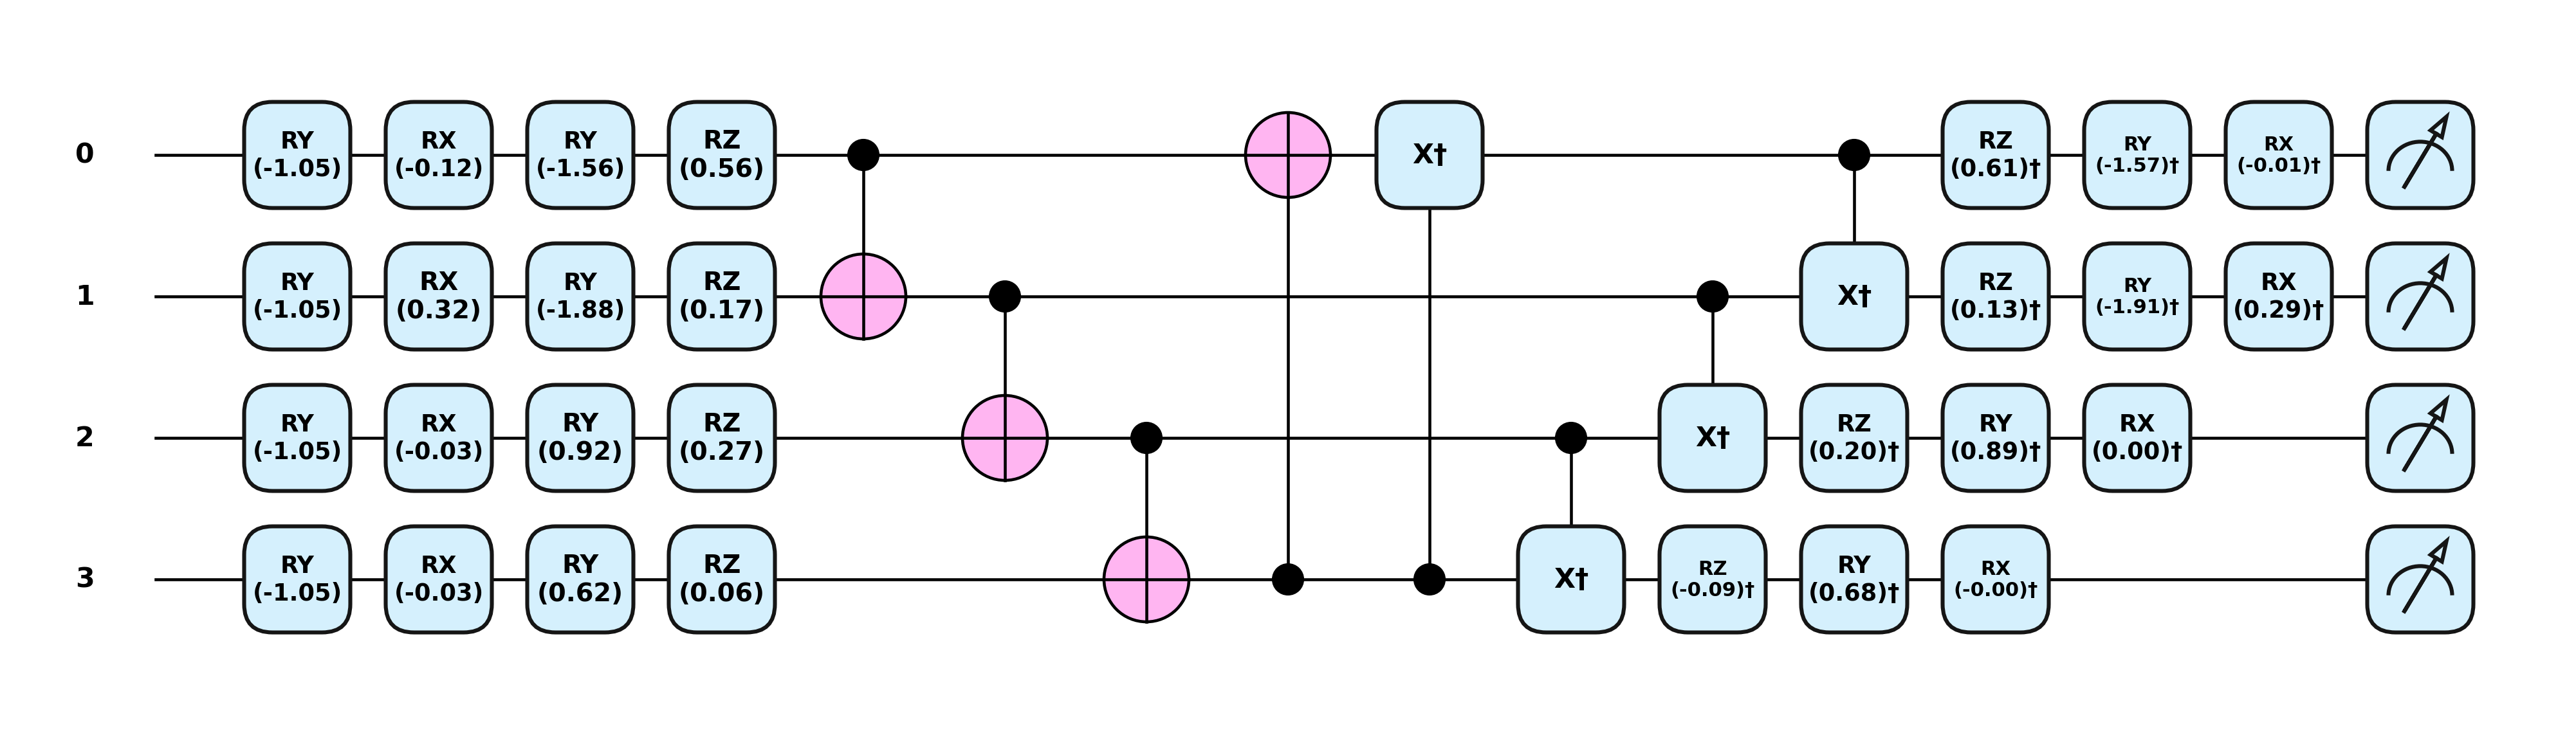 0 RY RX RY RZ X† RZ RY RX
(-1.05) (-0.12) (-1.56) (0.56) (0.61)† (-1.57)† (-0.01)†
1 RY RX RY RZ X† RZ RY RX
(-1.05) (0.32) (-1.88) (0.17) (0.13)† (-1.91)† (0.29)†
2 RY RX RY RZ X† RZ RY RX
(-1.05) (-0.03) (0.92) (0.27) (0.20)† (0.89)† (0.00)†
3 RY RX RY RZ X† RZ RY RX
(-1.05) (-0.03) (0.62) (0.06) (-0.09)† (0.68)† (-0.00)†